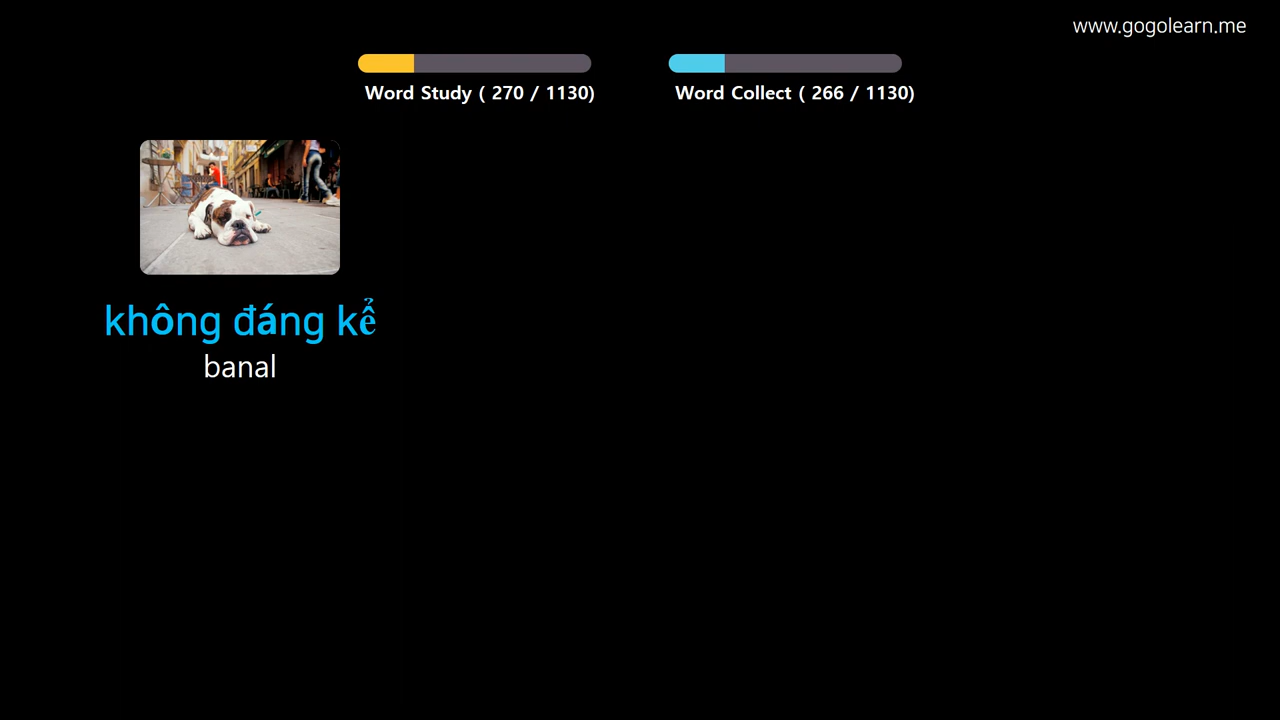 www.gogolearn.me
Word Study ( 270 / 1130)
Word Collect ( 266 / 1130)
không đáng kể
banal